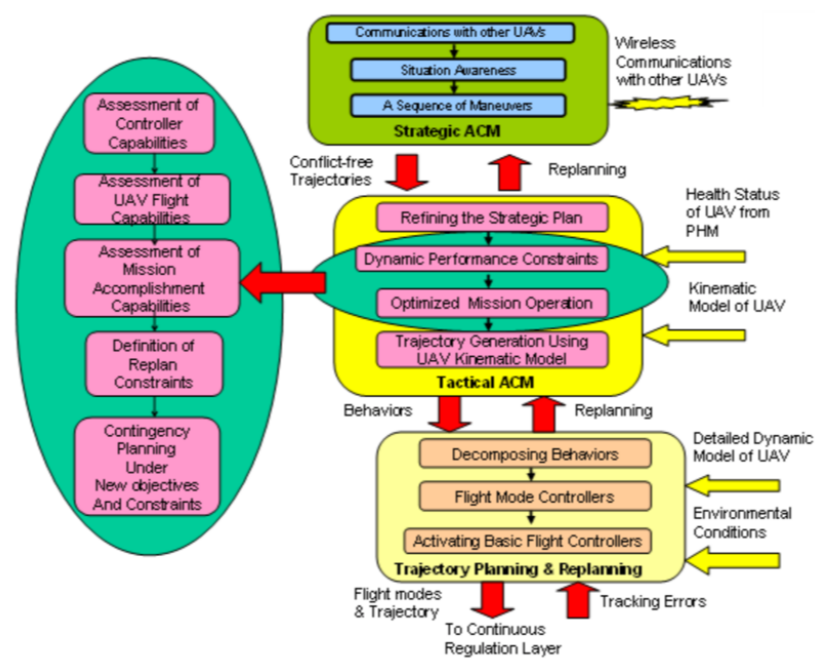 Communications with other UAVs
Situation Awareness
A Sequence of Maneuvers
Strategic ACM
Wireless
Communications
with other UAVs
Conflict-free
Trajectories
Replanning
Assessment of
Controller
Capabilities
Assessment of
UAV Flight
Capabilities
Assessment of
Mission
Accomplishment
Capabilities
Definition of
Replan
Constraints
Contingency
Planning
Under
New objectives
And Constraints
Refining the Strategic Plan
Dynamic Performance Constraints
Optimized Mission Operation
Trajectory Generation Using
UAV Kinematic Model
Tactical ACM
Health Status
of UAV from
PHM
Kinematic
Model of UAV
Behaviors
Replanning
Decomposing Behaviors
Flight Mode Controllers
Activating Basic Flight Controllers
Trajectory Planning & Replanning
Detailed Dynamic
Model of UAV
Environmental
Conditions
Flight modes
& Trajectory
Tracking Errors
To Continuous
Regulation Layer